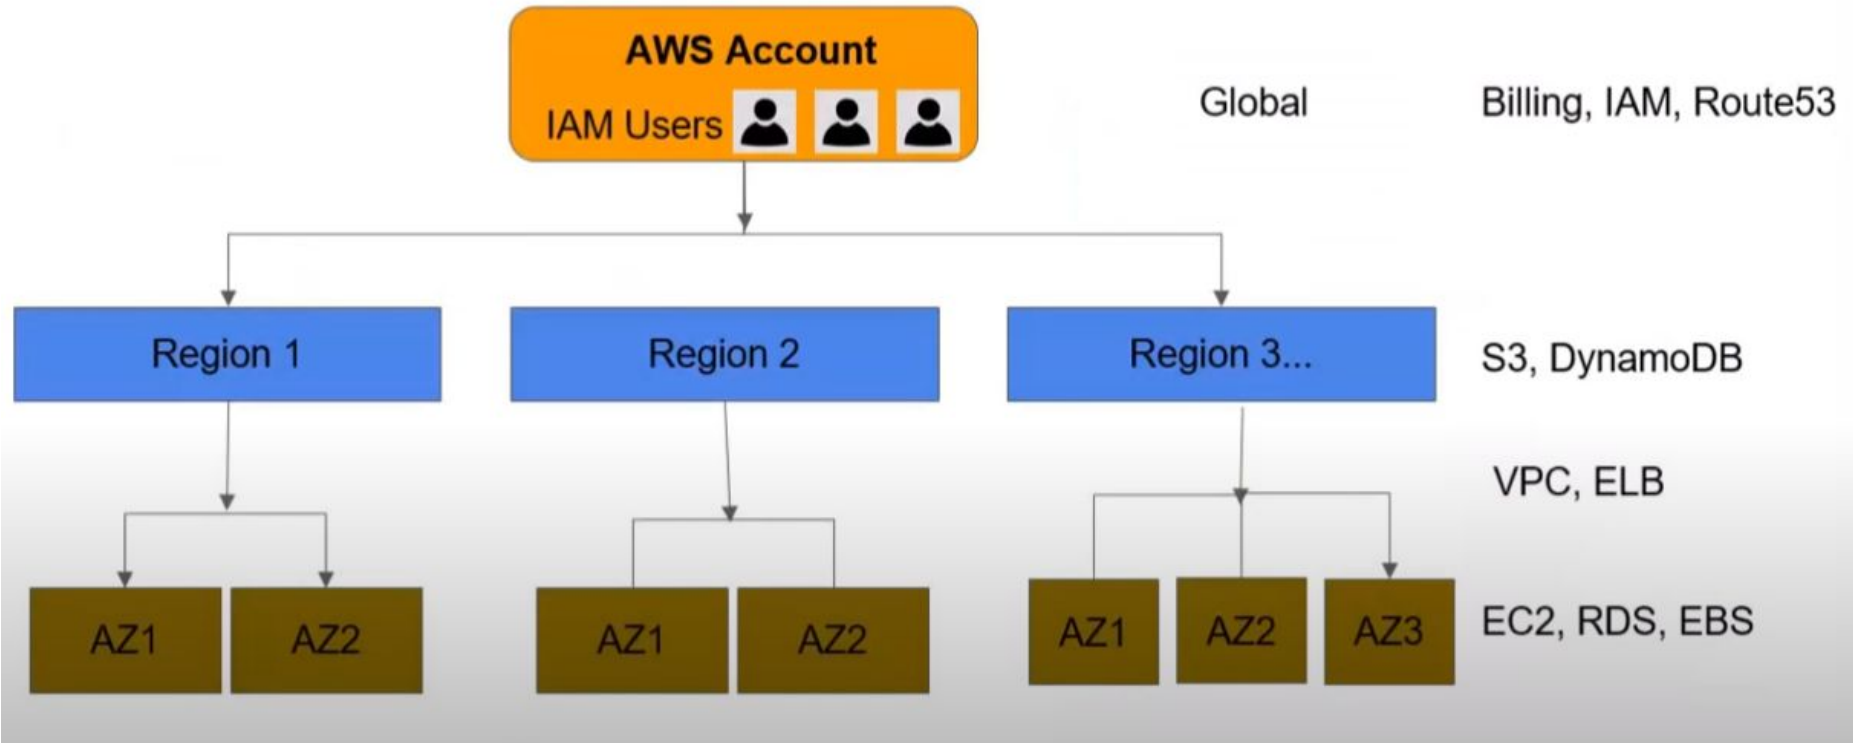 AWS Account
IAM Users
Global
Billing, IAM, Route53
Region 1
Region 2
Region 3...
S3, DynamoDB
VPC, ELB
AZ1
AZ2
AZ1
AZ2
AZ1
AZ2
AZ3
EC2, RDS, EBS